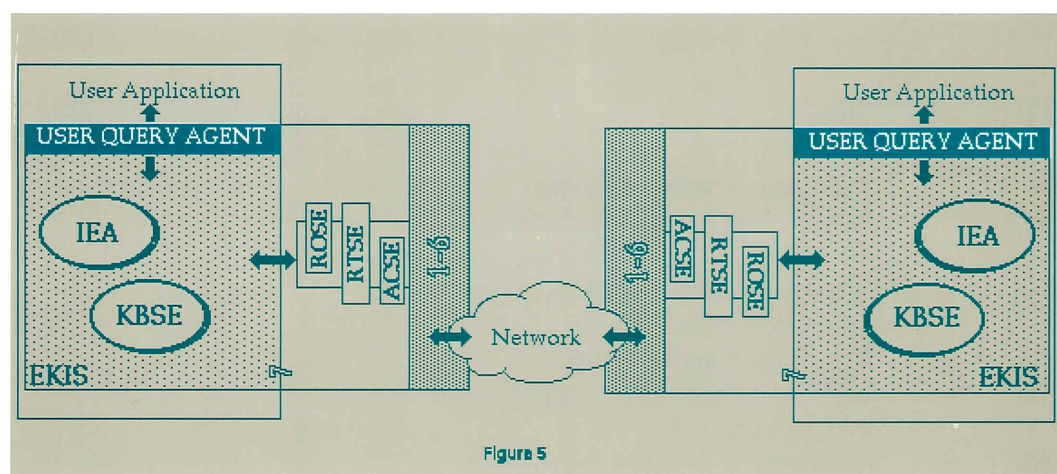 User Application
USER QUERY AGENT
IEA
KBSE
EKIS
ROSE
RTSE
ACSE
1-6
Network
1-6
ACSE
RTSE
ROSE
User Application
USER QUERY AGENT
IEA
KBSE
EKIS
Figure 5